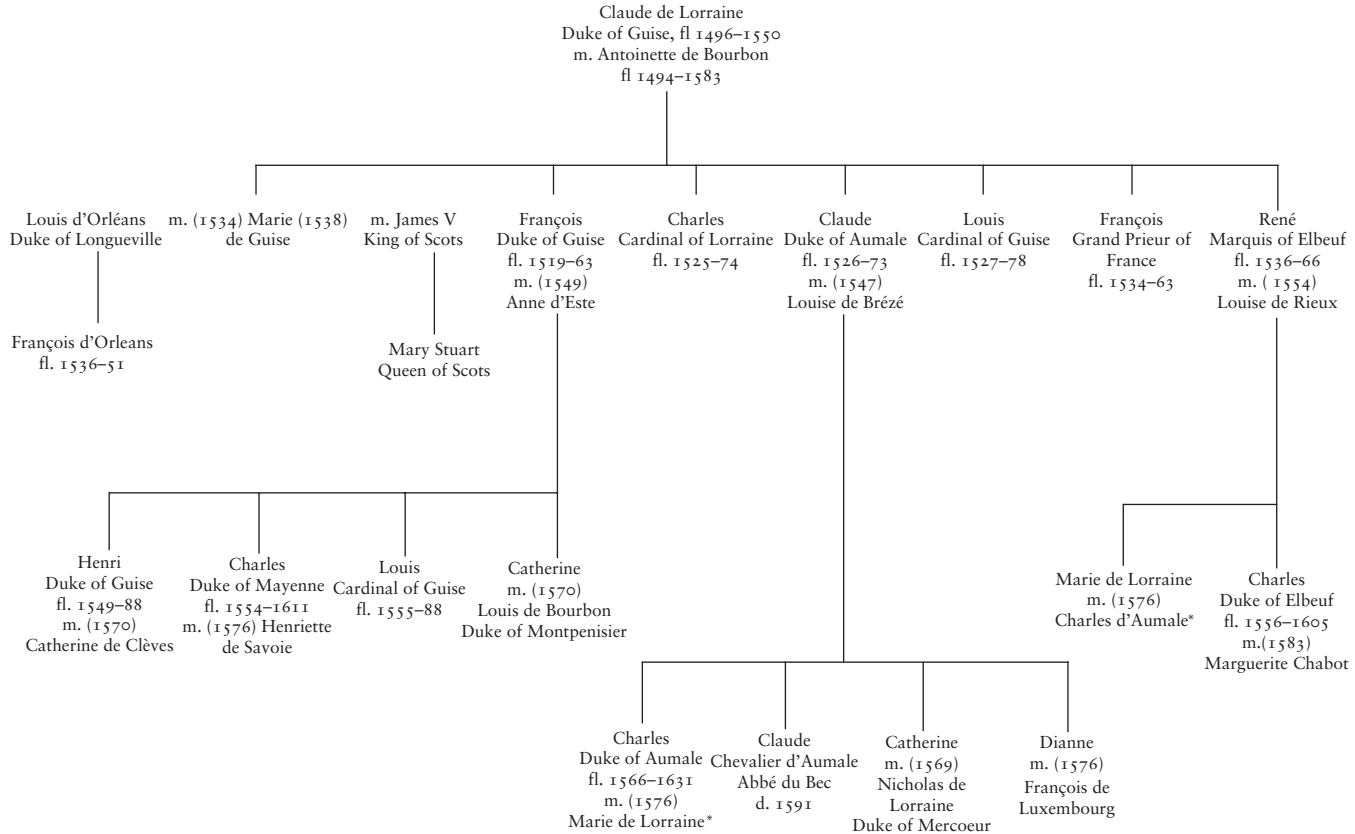 Claude de Lorraine
Duke of Guise, fl 1496–1550
m. Antoinette de Bourbon
fl 1494–1583
Louis d’Orléans
Duke of Longueville
m. (1534) Marie (1538)
de Guise
m. James V
King of Scots
François
Duke of Guise
fl. 1519–63
m. (1549)
Anne d’Este
Charles
Cardinal of Lorraine
fl. 1525–74
Claude
Duke of Aumale
fl. 1526–73
m. (1547)
Louise de Brézé
Louis
Cardinal of Guise
fl. 1527–78
François
Grand Prieur of
France
fl. 1534–63
René
Marquis of Elbeuf
fl. 1536–66
m. ( 1554)
Louise de Rieux
François d’Orleans
fl. 1536–51
Mary Stuart
Queen of Scots
Henri
Duke of Guise
fl. 1549–88
m. (1570)
Catherine de Clèves
Charles
Duke of Mayenne
fl. 1554–1611
m. (1576) Henriette
de Savoie
Louis
Cardinal of Guise
fl. 1555–88
Catherine
m. (1570)
Louis de Bourbon
Duke of Montpenisier
Marie de Lorraine
m. (1576)
Charles d’Aumale*
Charles
Duke of Elbeuf
fl. 1556–1605
m.(1583)
Marguerite Chabot
Charles
Duke of Aumale
fl. 1566–1631
m. (1576)
Marie de Lorraine*
Claude
Chevalier d’Aumale
Abbé du Bec
d. 1591
Catherine
m. (1569)
Nicholas de
Lorraine
Duke of Mercoeur
Dianne
m. (1576)
François de
Luxembourg